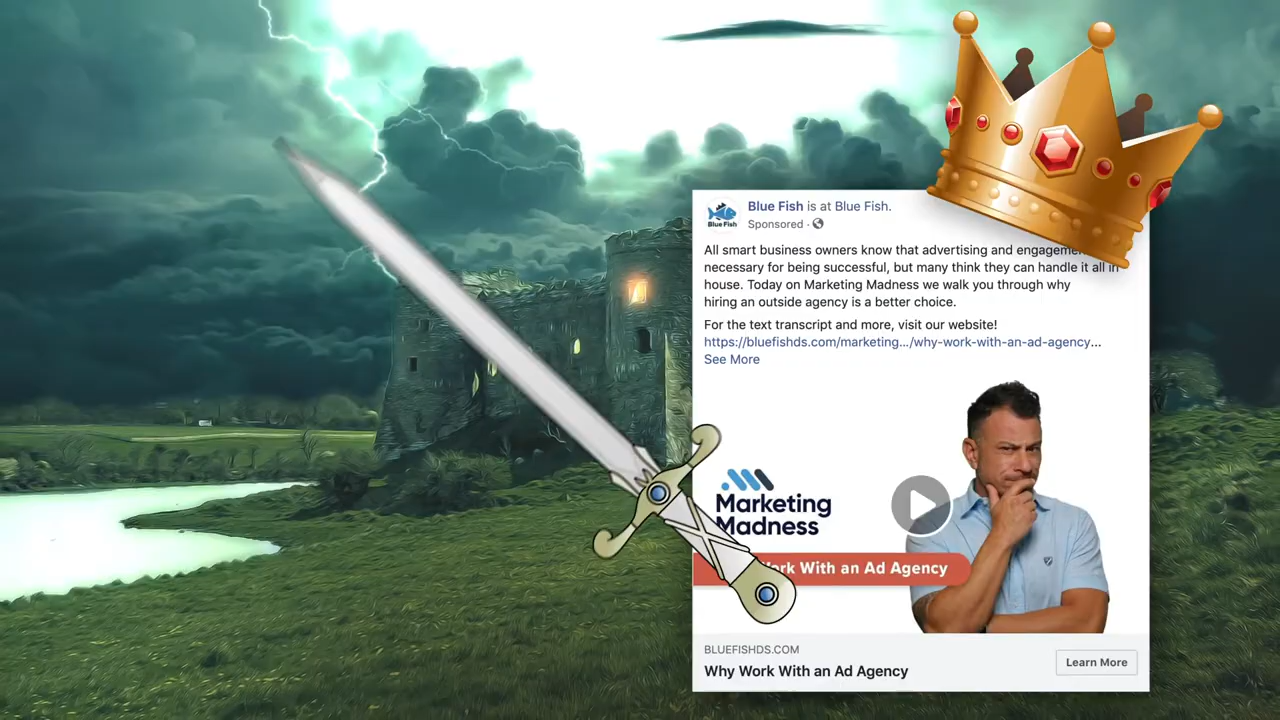 Blue Fish
Blue Fish is at Blue Fish.
Sponsored ·
All smart business owners know that advertising and
necessary for being successful, but many think they can handle it all in
house. Today on Marketing Madness we walk you through why
hiring an outside agency is a better choice.
For the text transcript and more, visit our website!
https://bluefishds.com/marketing.../why-work-with-an-ad-agency...
See More
Marketing
Madness
With an Ad Agency
BLUEFISHDS.COM
Why Work With an Ad Agency
Learn More